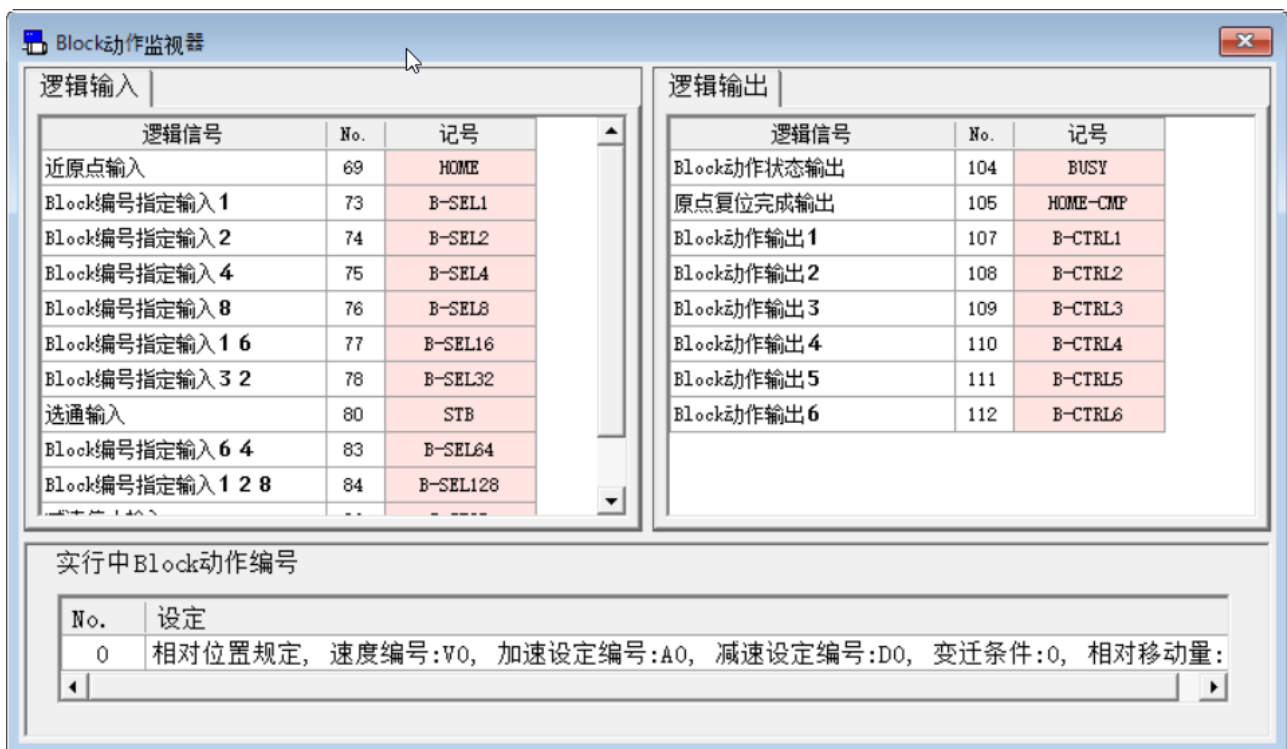 Block动作监视器
逻辑输入
逻辑信号 No. 记号
近原点输入 69 HOME
Block编号指定输入1 73 B-SEL1
Block编号指定输入2 74 B-SEL2
Block编号指定输入4 75 B-SEL4
Block编号指定输入8 76 B-SEL8
Block编号指定输入16 77 B-SEL16
Block编号指定输入32 78 B-SEL32
选通输入 80 STB
Block编号指定输入64 83 B-SEL64
Block编号指定输入128 84 B-SEL128
逻辑输出
逻辑信号 No. 记号
Block动作状态输出 104 BUSY
原点复位完成输出 105 HOME-CMP
Block动作输出1 107 B-CTRL1
Block动作输出2 108 B-CTRL2
Block动作输出3 109 B-CTRL3
Block动作输出4 110 B-CTRL4
Block动作输出5 111 B-CTRL5
Block动作输出6 112 B-CTRL6
实行中Block动作编号
No. 设定
0 相对位置规定, 速度编号:V0, 加速设定编号:A0, 减速设定编号:D0, 变迁条件:0, 相对移动量: